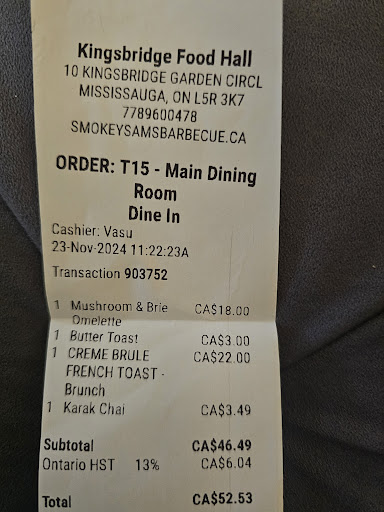 Kingsbridge Food Hall
10 KINGSBRIDGE GARDEN CIRCL
MISSISSAUGA, ON L5R 3K7
7789600478
SMOKEYSAMSBARBECUE.CA
ORDER: T15 - Main Dining
Room
Dine In
Cashier: Vasu
23-Nov-2024 11:22:23A
Transaction 903752
1 Mushroom & Brie CA$18.00
Omelette
1 Butter Toast CA$3.00
1 CREME BRULE CA$22.00
FRENCH TOAST -
Brunch
1 Karak Chai CA$3.49
Subtotal CA$46.49
Ontario HST 13% CA$6.04
Total CA$52.53